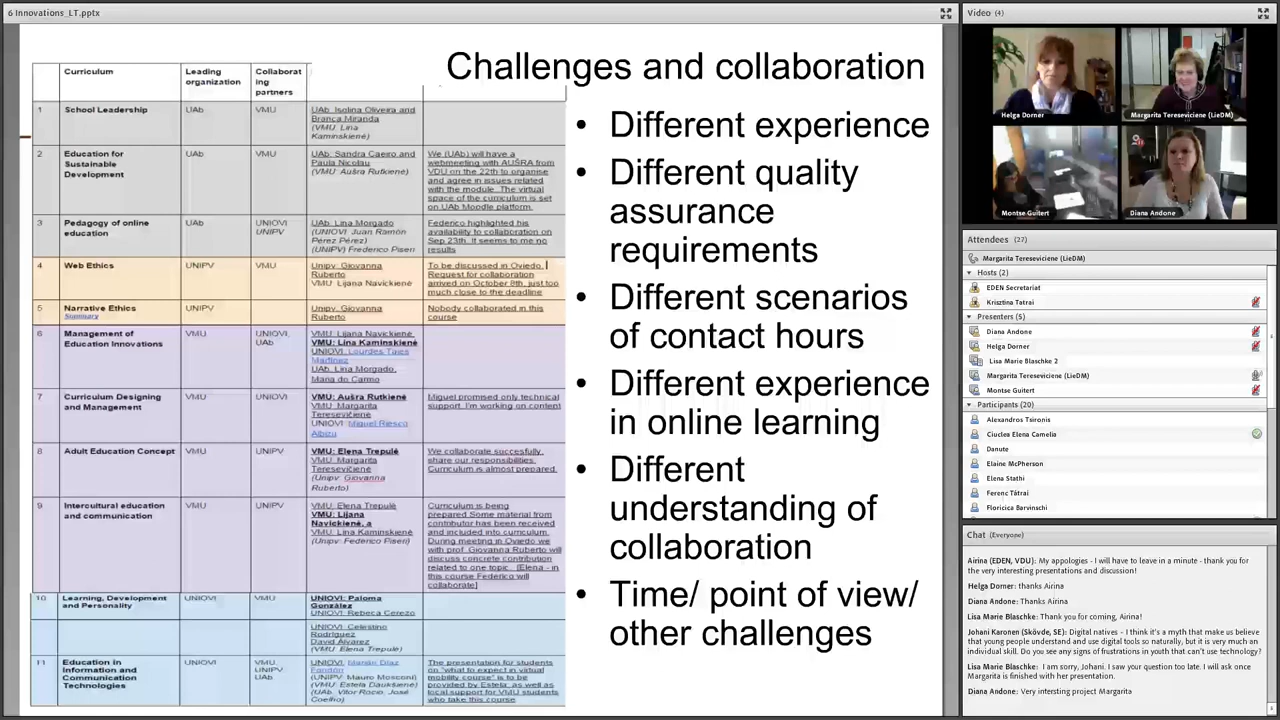 6 Innovations_LT.pptx
Challenges and collaboration
• Different experience
• Different quality
assurance
requirements
• Different scenarios
of contact hours
• Different experience
in online learning
• Different
understanding of
collaboration
• Time/ point of view/
other challenges
Curriculum Leading organization Collaborat ing partners
1 School Leadership UAb VMU UAb: Isolina Oliveira and
Branca Miranda
(VMU: Lina
Kaminskienė)
2 Education for
Sustainable
Development
UAb VMU
UAb: Sandra Caeiro and
Paula Nicolau
(VMU: Aušra Rutkienė)
We (UAb) will have a
webmeeting with AUŠRA from
VDU on the 22th to organise
and agree in issues related
with the module. The virtual
space of the curriculum is set
on UAb Moodle platform.
3 Pedagogy of online
education
UAb UNIOVI
UNIPV
UAb: Lina Morgado
(UNIOVI: Juan Ramón
Pérez Pérez)
(UNIPV) Frederico Piseri
Federico highlighted his
availability to collaboration on
Sep 23th. It seems to me no
results
4 Web Ethics UNIPV VMU
Unipv: Giovanna
Ruberto
VMU: Lijana Navickienė
To be discussed in Oviedo.
Request for collaboration
arrived on October 8th, just too
much close to the deadline
5 Narrative Ethics UNIPV
Summary
Unipv: Giovanna
Ruberto
Nobody collaborated in this
course
6 Management of
Education Innovations
VMU UNIOVI,
UAb
VMU: Lijana Navickienė,
VMU: Lina Kaminskienė
UNIOVI: Lourdes
UAb: Lina Morgado,
Maria do Carmo
7 Curriculum Designing
and Management
VMU
VMU: Aušra Rutkienė
VMU: Margarita
Teresevičienė
UNIOVI: Miguel Riesco
Albizu
Miguel promised only technical
support. I'm working on content
8 Adult Education Concept VMU UNIPV
VMU: Elena Trepulė
VMU: Margarita
Teresevičienė
(Unipv: Giovanna
Ruberto)
We collaborate succesfully,
share our responsibilities.
Curriculum is almost prepared.
9 Intercultural education
and communication
VMU UNIPV
VMU: Elena Trepulė
VMU: Lijana
Navickienė, a
VMU: Lina Kaminskienė
(Unipv: Federico Piseri)
Curriculum is being
prepared.Some material from
contributor has been received
and included into curriculum.
During meeting in Oviedo we
with prof. Giovanna Ruberto will
discuss concrete contribution
related to one topic. [Elena - in
this course Federico will
collaborate]
10 Learning, Development
and Personality
UNIOVI VMU
UNIOVI: Paloma
González
UNIOVI: Rebeca Cerezo
UNIOVI: Celestino
Rodríguez
David Álvarez
(VMU: Elena Trepulė)
11 Education in
Information and
Communication
Technologies
UNIOVI VMU,
UNIPV
UAb
UNIOVI:
(UNIPV: Mauro Mosconi)
(VMU: Estela Daukšienė)
(UAb: Vitor Rocio, José
Coelho)
The presentation for students
on "what to expect in virtual
mobility course" is to be
provided by Estela, as well as
local support for VMU students
who take this course
Video (4)
Helga Dorner
Margarita Tereseviciene (LieDM)
Montse Guitert
Diana Andone
Attendees (27)
Margarita Tereseviciene (LieDM)
Hosts (2)
EDEN Secretariat
Krisztina Tatrai
Presenters (5)
Diana Andone
Helga Dorner
Lisa Marie Blaschke 2
Margarita Tereseviciene (LieDM)
Montse Guitert
Participants (20)
Alexandros Tsironis
Ciuclea Elena Camelia
Danute
Elaine McPherson
Elena Stathi
Ferenc Tátrai
Floricica Barvinschi
Chat (Everyone)
Airina (EDEN, VDU): My appologies - I will have to leave in a minute - thank you for
the very interesting presentations and discussion!
Helga Dorner: thanks Airina
Diana Andone: Thanks Airina
Lisa Marie Blaschke: Thank you for coming, Airina!
Johani Karonen (Skövde, SE): Digital natives - I think it's a myth that make us believe
that young people understand and use digital tools so naturally, but it is very much an
individual skill. Do you see any signs of frustrations in youth that can't use technology?
Lisa Marie Blaschke: I am sorry, Johani. I saw your question too late. I will ask once
Margarita is finished with her presentation.
Diana Andone: Very intersting project Margarita